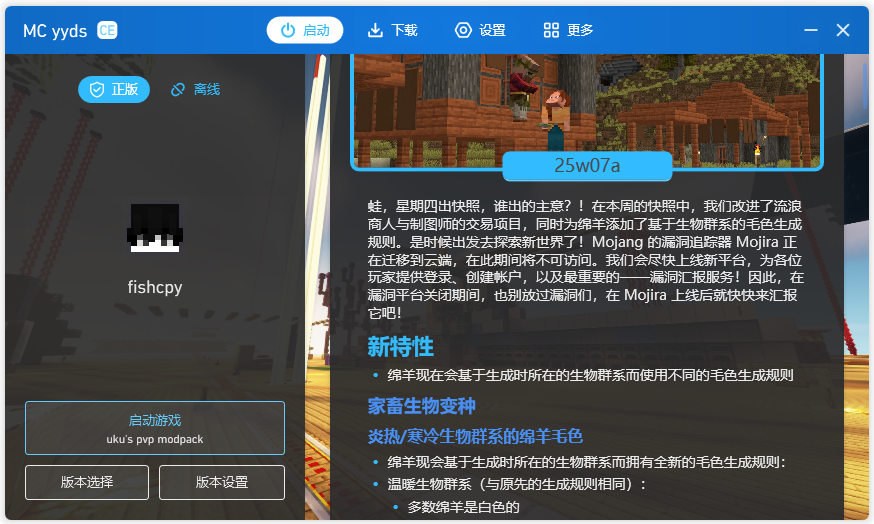 MC yyds CE
启动
下载
设置
更多
正版
离线
fishcpy
启动游戏
uku's pvp modpack
版本选择
版本设置
25w07a
蛙，星期四出快照，谁出的主意？！在本周的快照中，我们改进了流浪
商人与制图师的交易项目，同时为绵羊添加了基于生物群系的毛色生成
规则。是时候出发去探索新世界了！Mojang 的漏洞追踪器 Mojira 正
在迁移到云端，在此期间将不可访问。我们会尽快上线新平台，为各位
玩家提供登录、创建帐户，以及最重要的——漏洞汇报服务！因此，在
漏洞平台关闭期间，也别放过漏洞们，在 Mojira 上线后就快快来汇报
它吧！
新特性
• 绵羊现在会基于生成时所在的生物群系而使用不同的毛色生成规则
家畜生物变种
炎热/寒冷生物群系的绵羊毛色
• 绵羊现会基于生成时所在的生物群系而拥有全新的毛色生成规则：
• 温暖生物群系（与原先的生成规则相同）：
• 多数绵羊是白色的